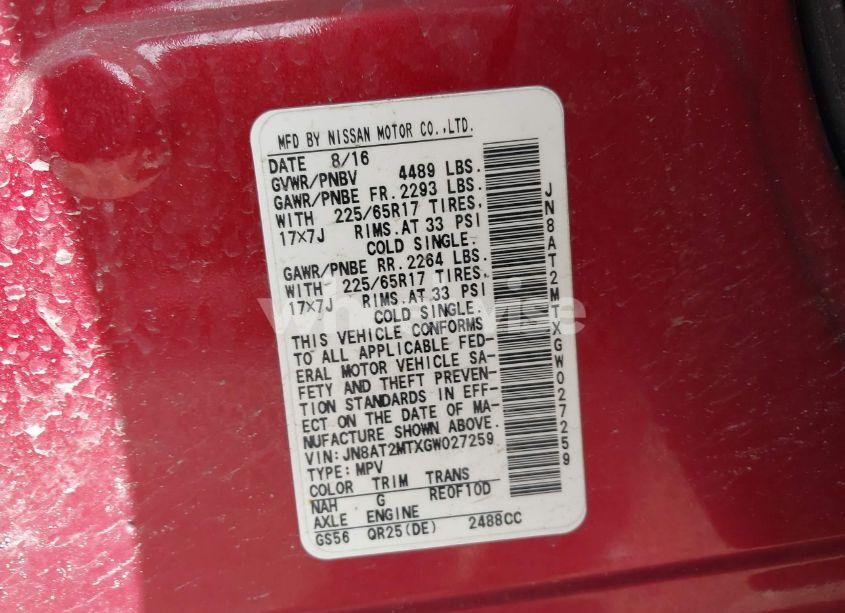 MFD BY NISSAN MOTOR CO.,LTD.
DATE 8/16
GVWR/PNBV 4489 LBS.
GAWR/PNBE FR. 2293 LBS.
WITH 225/65R17 TIRES,
17x7J RIMS.AT 33 PSI
COLD SINGLE.
GAWR/PNBE RR. 2264 LBS.
WITH 225/65R17 TIRES,
17x7J RIMS.AT 33 PSI
COLD SINGLE.
THIS VEHICLE CONFORMS
TO ALL APPLICABLE FED-
ERAL MOTOR VEHICLE SA-
FETY AND THEFT PREVEN-
TION STANDARDS IN EFF-
ECT ON THE DATE OF MA-
NUFACTURE SHOWN ABOVE.
VIN:JN8AT2MTXGW027259
TYPE:MPV
COLOR TRIM TRANS
NAH G RE0F10D
AXLE ENGINE
GS56 QR25(DE) 2488CC
JN8AT2MTXGW027259